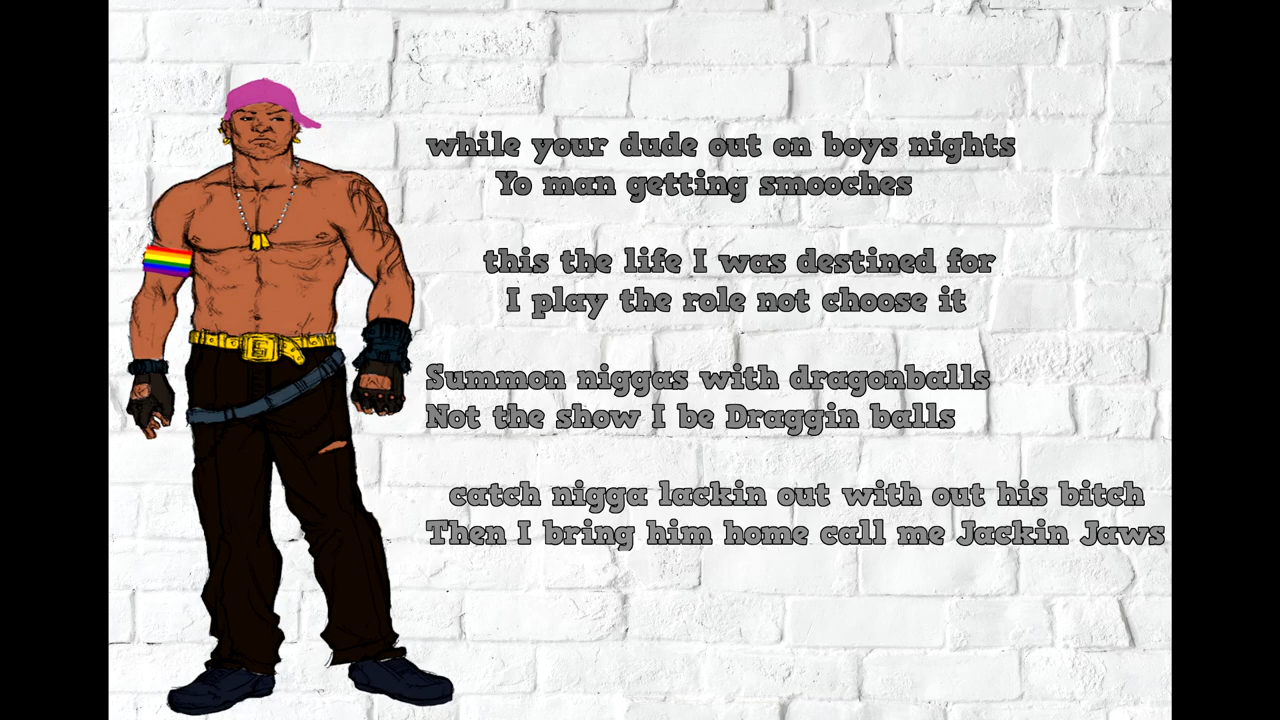 while your dude out on boys nights
Yo man getting smooches
this the life I was destined for
I play the role not choose it
Summon niggas with dragonballs
Not the show I be Draggin balls
catch nigga lackin out with out his bitch
Then I bring him home call me Jackin Jaws